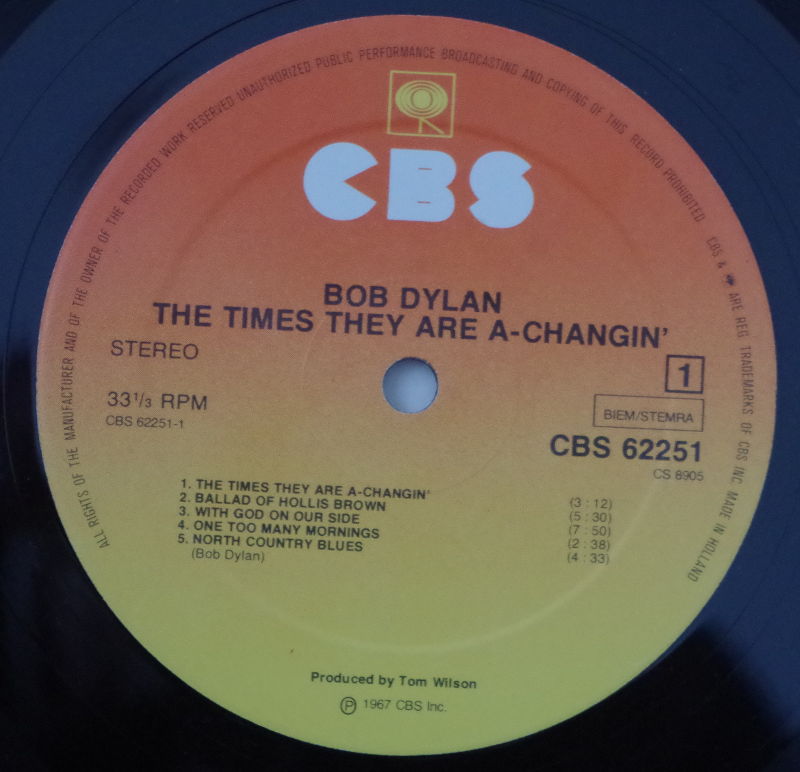 ALL RIGHTS OF THE MANUFACTURER AND OF THE OWNER OF THE RECORDED WORK RESERVED UNAUTHORIZED PUBLIC PERFORMANCE BROADCASTING AND COPYING OF THIS RECORD PROHIBITED
CBS & ARE REG TRADEMARKS OF CBS INC MADE IN HOLLAND
CBS
BOB DYLAN
THE TIMES THEY ARE A-CHANGIN'
STEREO
1
33 1/3 RPM
BIEM/STEMRA
CBS 62251-1
CBS 62251
CS 8905
1. THE TIMES THEY ARE A-CHANGIN' (3 : 12)
2. BALLAD OF HOLLIS BROWN (5 : 30)
3. WITH GOD ON OUR SIDE (7 : 50)
4. ONE TOO MANY MORNINGS (2 : 38)
5. NORTH COUNTRY BLUES (4 : 33)
(Bob Dylan)
Produced by Tom Wilson
Ⓟ 1967 CBS Inc.